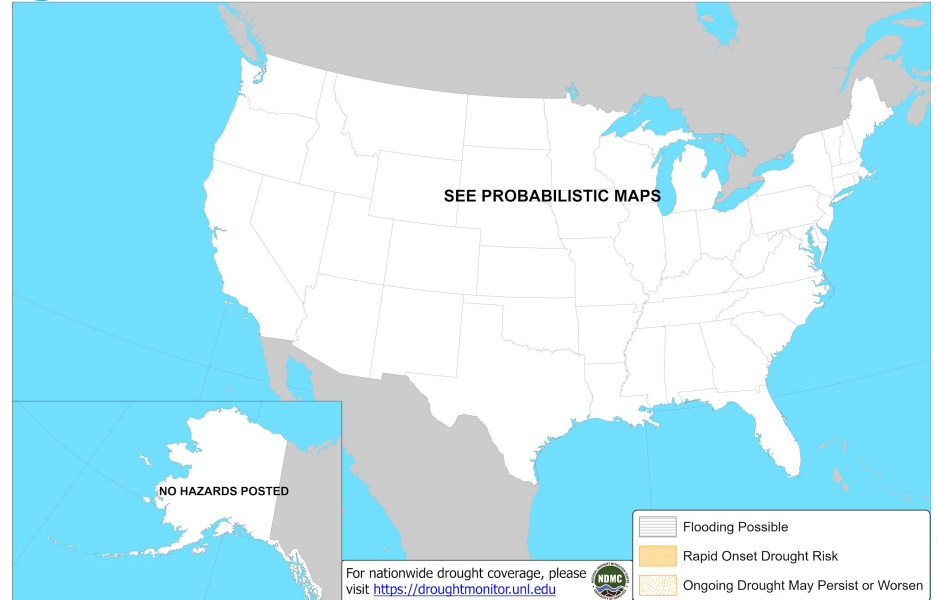 SEE PROBABILISTIC MAPS
NO HAZARDS POSTED
For nationwide drought coverage, please
visit https://droughtmonitor.unl.edu
NDMC
Flooding Possible
Rapid Onset Drought Risk
Ongoing Drought May Persist or Worsen